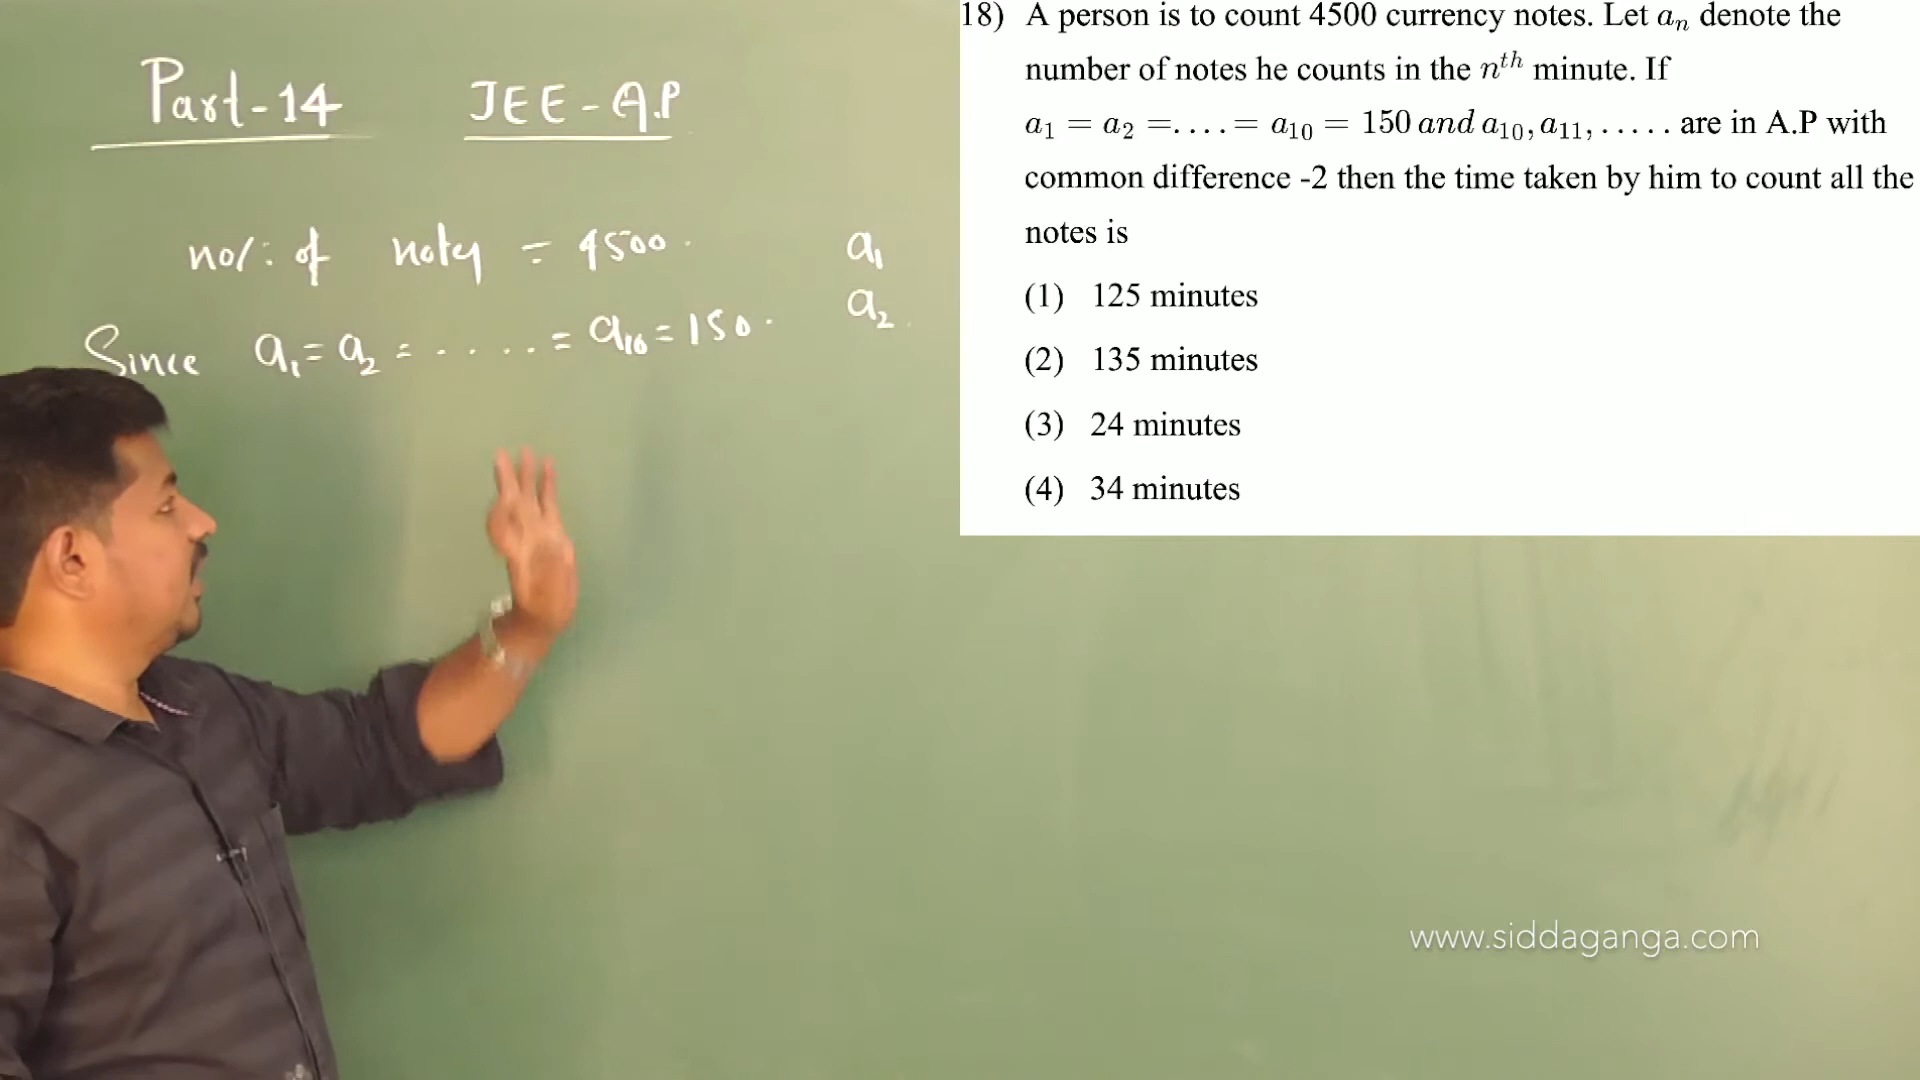 Part-14 JEE-A.P
no/: of notes = 4500.
Since a₁ = a₂ = ..... = a₁₀ = 150.
a₁
a₂
18) A person is to count 4500 currency notes. Let aₙ denote the
number of notes he counts in the nᵗʰ minute. If
a₁ = a₂ =....= a₁₀ = 150 and a₁₀, a₁₁, ..... are in A.P with
common difference -2 then the time taken by him to count all the
notes is
(1) 125 minutes
(2) 135 minutes
(3) 24 minutes
(4) 34 minutes
www.siddaganga.com